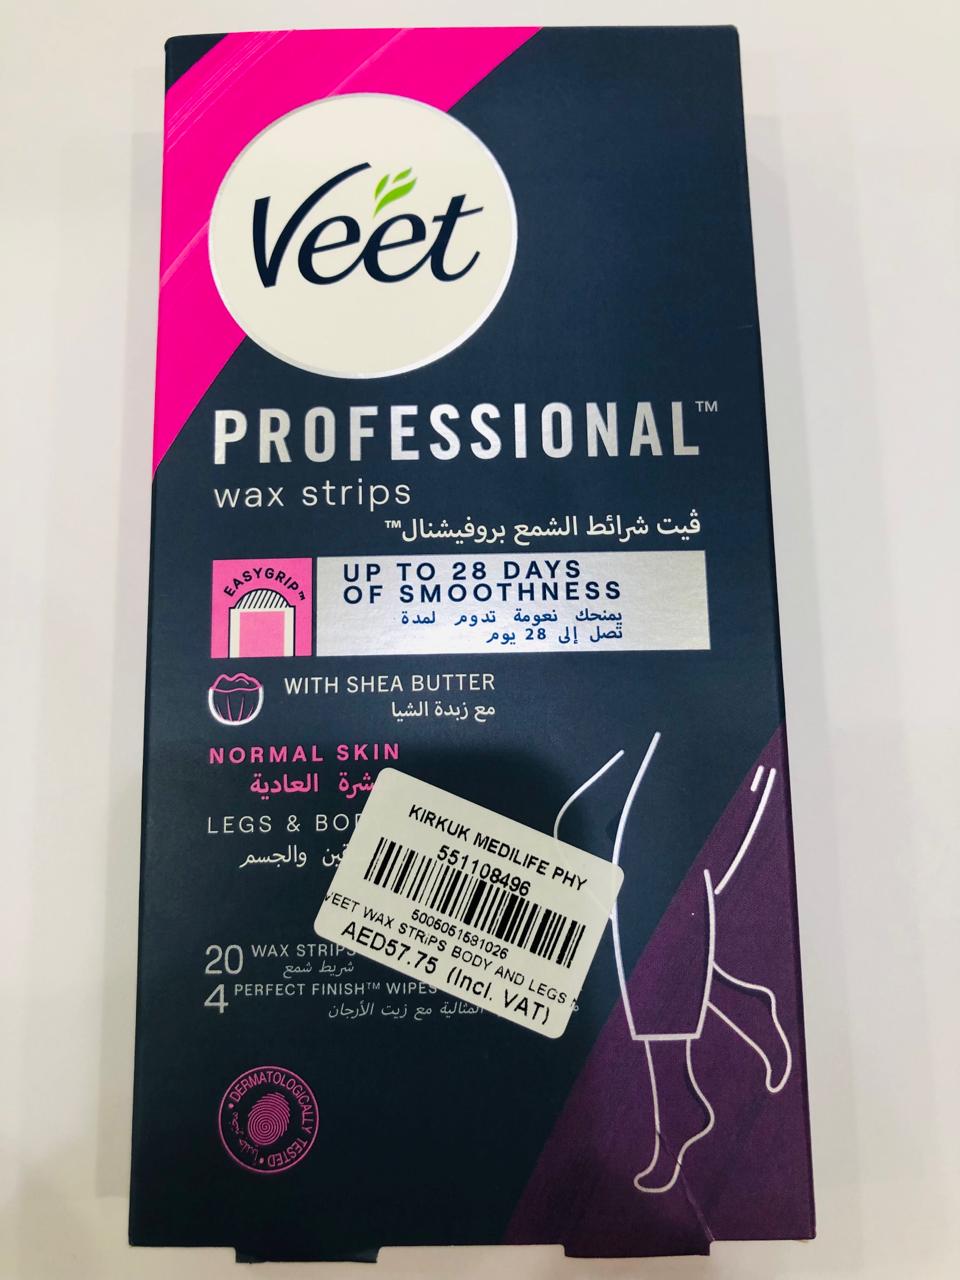 Veet
PROFESSIONAL™
wax strips
ڤيت شرائط الشمع بروفيشنال™
EASYGRIP™
UP TO 28 DAYS
OF SMOOTHNESS
يمنحك نعومة تدوم لمدة
تصل إلى 28 يوم
WITH SHEA BUTTER
مع زبدة الشيا
NORMAL SKIN
العادية
LEGS &
والجسم
KIRKUK MEDILIFE PHY
551108496
5006061581026
VEET WAX STRiPS BODY AND LEGS
AED57.75 (Incl. VAT)
20 WAX STRIPS
شريط شمع
4 PERFECT FINISH™ WIPES
المثالية مع زيت الأرجان
• DERMATOLOGICALLY TESTED •